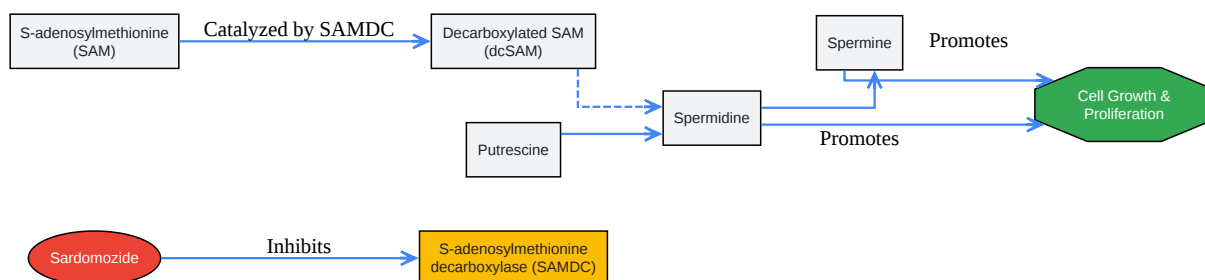 S-adenosylmethionine
(SAM)
Catalyzed by SAMDC
Decarboxylated SAM
(dcSAM)
Spermine
Promotes
Cell Growth &
Proliferation
Spermidine
Putrescine
Promotes
Sardomozide
Inhibits
S-adenosylmethionine
decarboxylase (SAMDC)